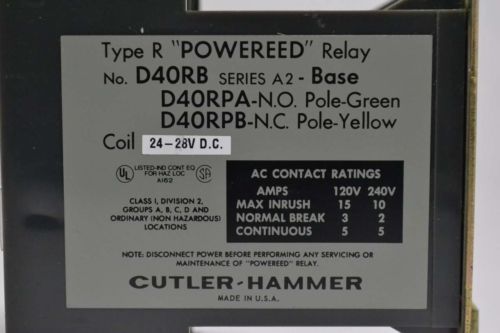 Type R "POWEREED" Relay
No. D40RB SERIES A2 - Base
D40RPA-N.O. Pole-Green
D40RPB-N.C. Pole-Yellow
Coil 24-28V D.C.
UL LISTED-IND CONT EQ. FOR HAZ LOC A162 SA
CLASS I, DIVISION 2,
GROUPS A, B, C, D AND
ORDINARY (NON HAZARDOUS)
LOCATIONS
AC CONTACT RATINGS
AMPS 120V 240V
MAX INRUSH 15 10
NORMAL BREAK 3 2
CONTINUOUS 5 5
NOTE: DISCONNECT POWER BEFORE PERFORMING ANY SERVICING OR
MAINTENANCE OF "POWEREED" RELAY.
CUTLER-HAMMER
MADE IN U.S.A.